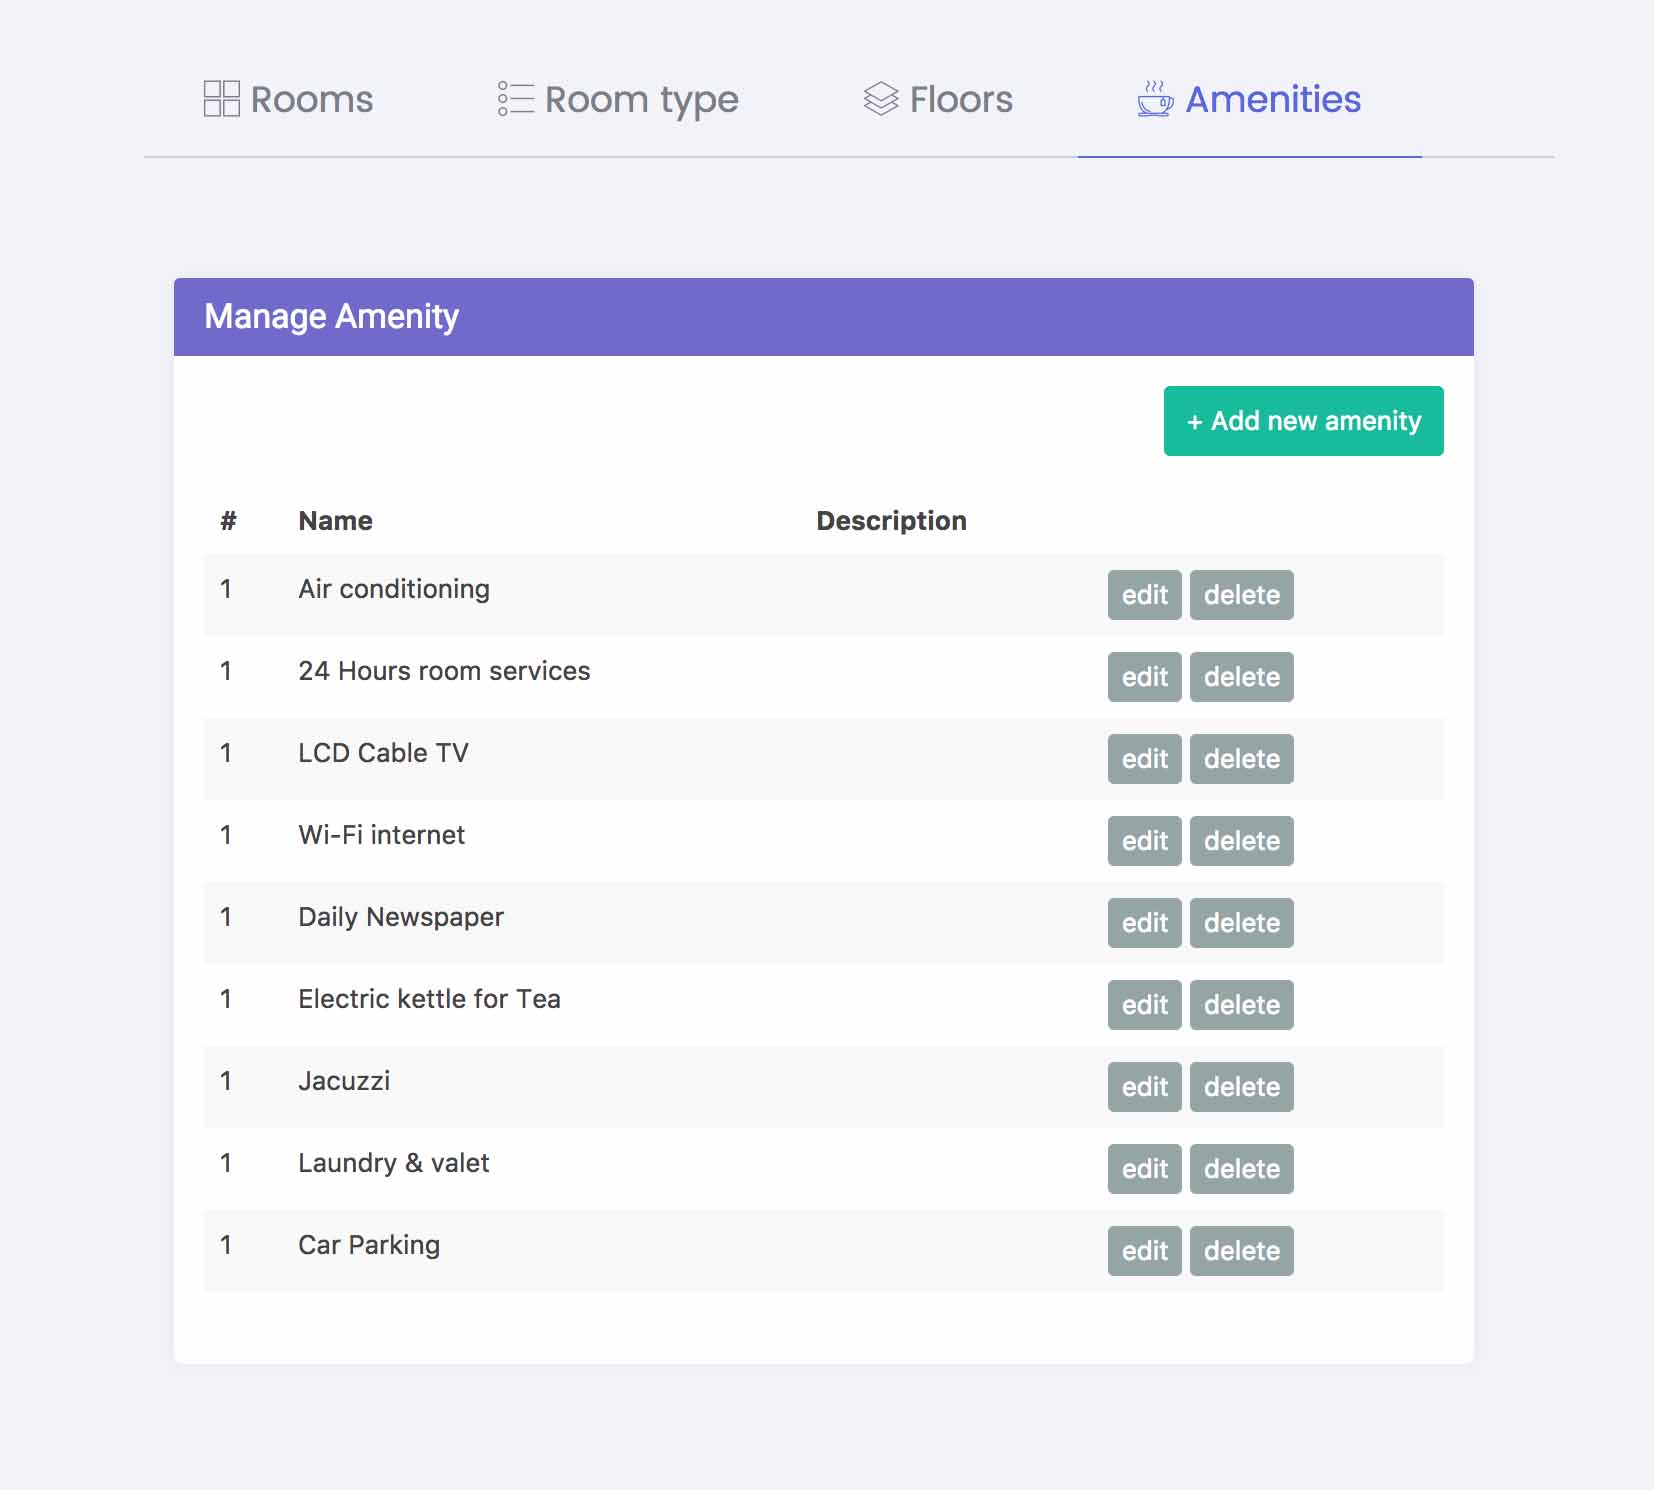 Rooms Room type Floors Amenities
Manage Amenity
+ Add new amenity
# Name Description
1 Air conditioning edit delete
1 24 Hours room services edit delete
1 LCD Cable TV edit delete
1 Wi-Fi internet edit delete
1 Daily Newspaper edit delete
1 Electric kettle for Tea edit delete
1 Jacuzzi edit delete
1 Laundry & valet edit delete
1 Car Parking edit delete